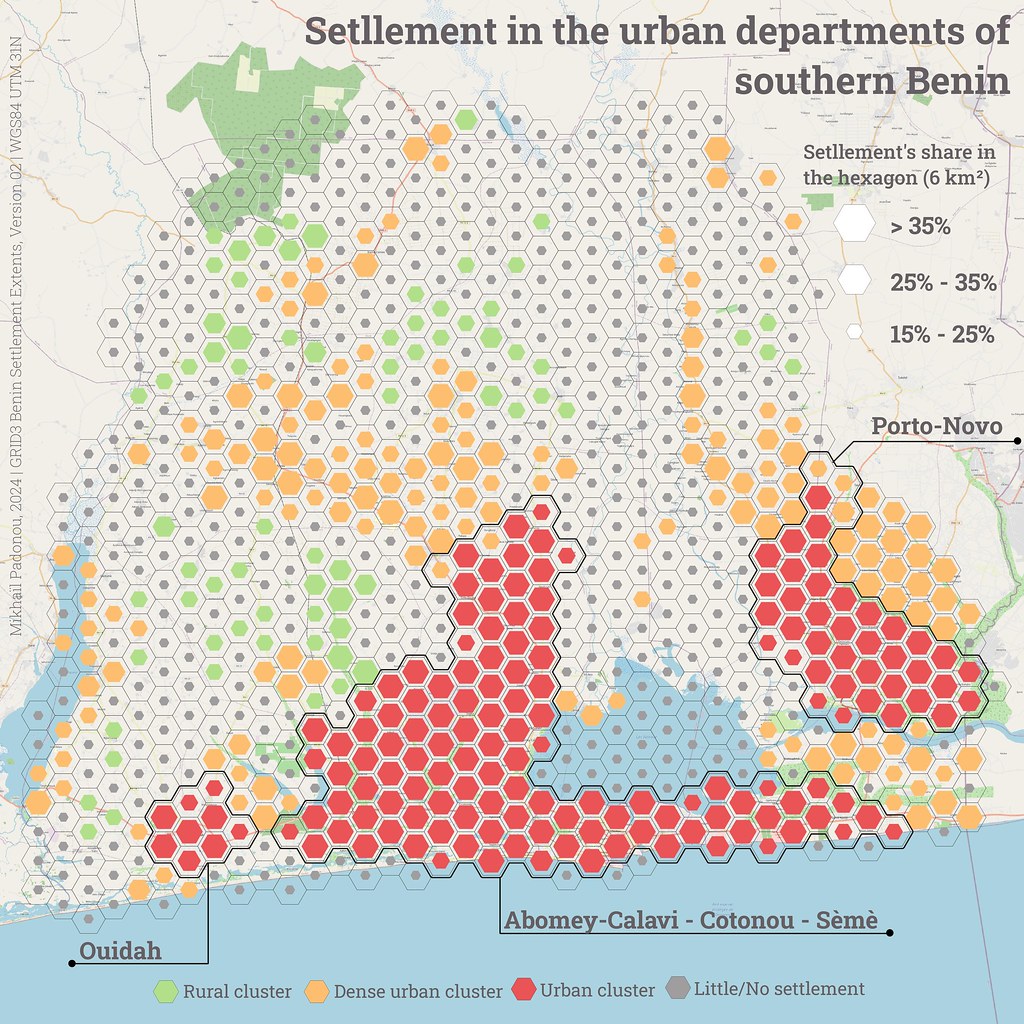 Setllement in the urban departments of
southern Benin
Mikhaïl Padonou, 2024 | GRID3 Benin Settlement Extents, Version 02 | WGS84 UTM 31N
Setllement's share in
the hexagon (6 km²)
> 35%
25% - 35%
15% - 25%
Porto-Novo
Abomey-Calavi - Cotonou - Sèmè
Ouidah
Rural cluster
Dense urban cluster
Urban cluster
Little/No settlement